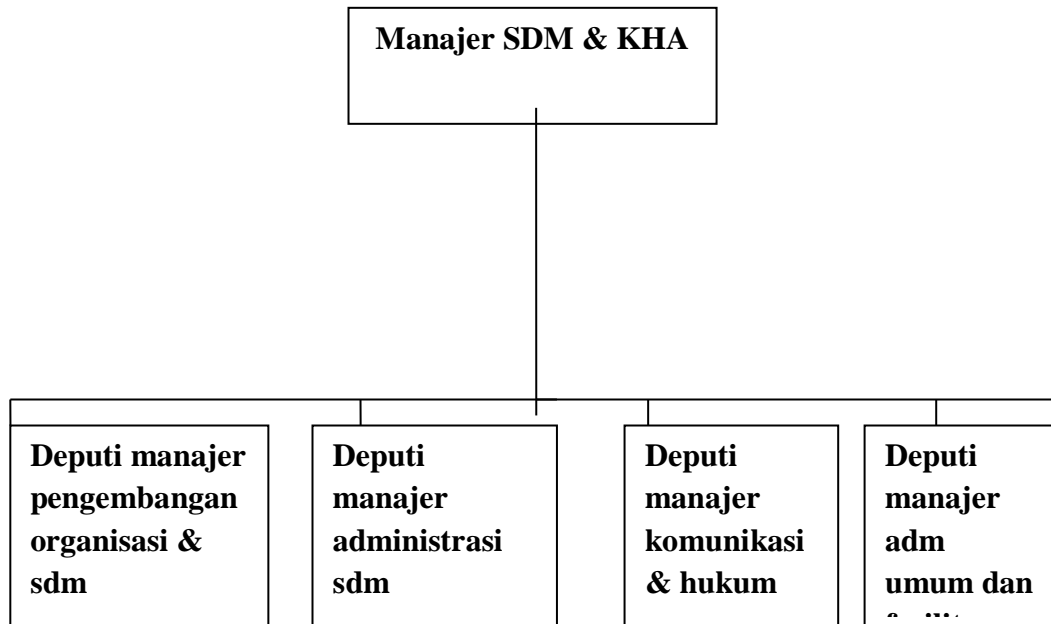 Manajer SDM & KHA
Deputi manajer
pengembangan
organisasi &
sdm
Deputi
manajer
administrasi
sdm
Deputi
manajer
komunikasi
& hukum
Deputi
manajer
adm
umum dan